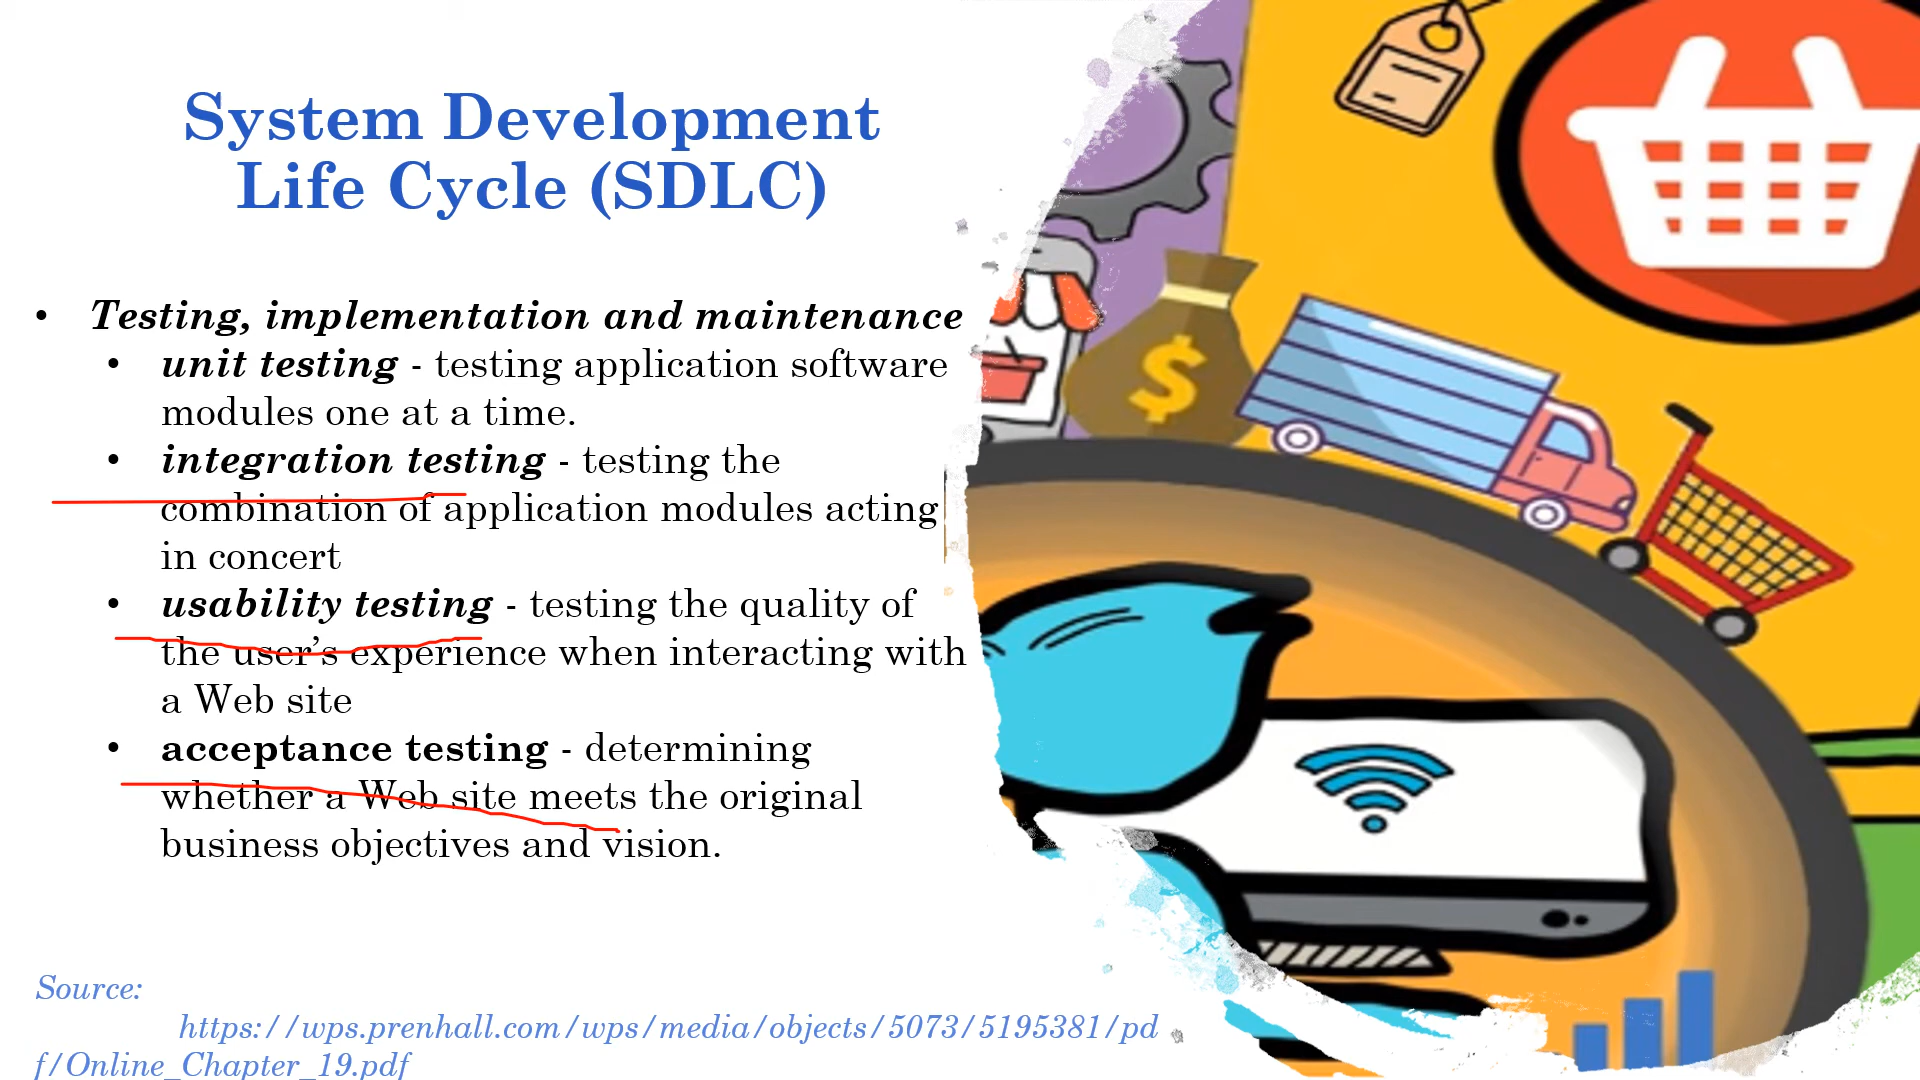 System Development
Life Cycle (SDLC)
• Testing, implementation and maintenance
• unit testing - testing application software
modules one at a time.
• integration testing - testing the
combination of application modules acting
in concert
• usability testing - testing the quality of
the user’s experience when interacting with
a Web site
• acceptance testing - determining
whether a Web site meets the original
business objectives and vision.
$
Source:
https://wps.prenhall.com/wps/media/objects/5073/5195381/pd
f/Online_Chapter_19.pdf